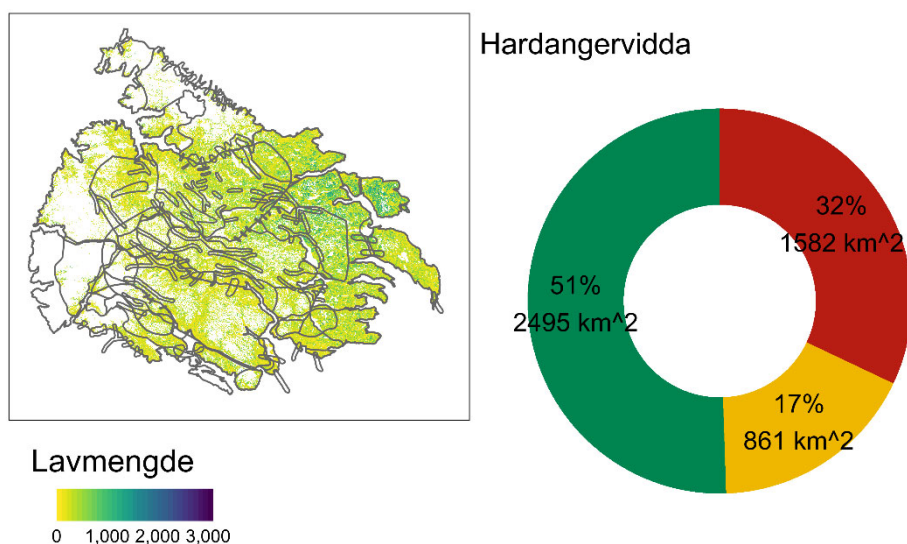 Hardangervidda
32%
1582 km^2
51%
2495 km^2
17%
861 km^2
Lavmengde
0 1,000 2,000 3,000